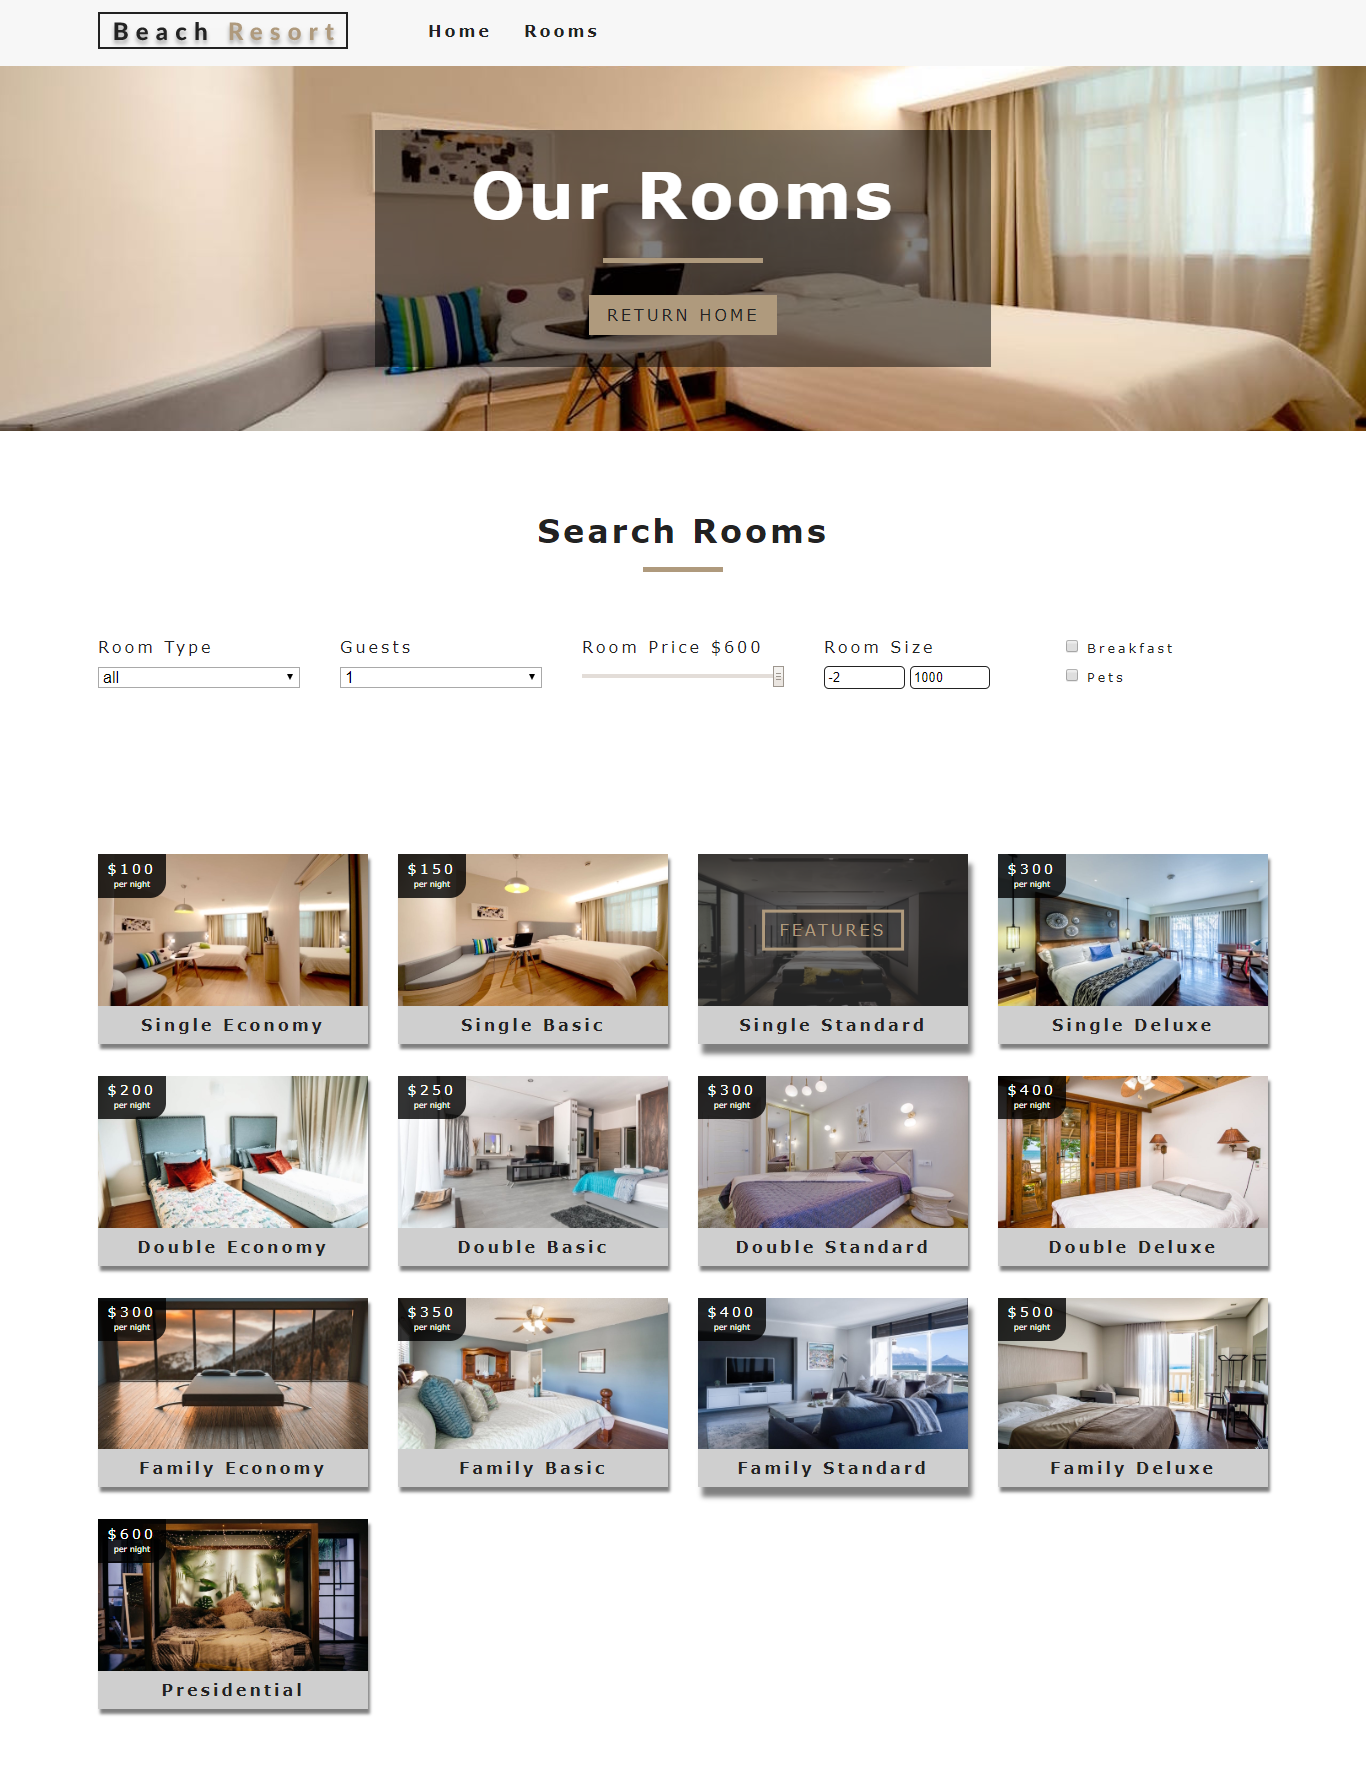 Beach Resort
Home
Rooms
Our Rooms
RETURN HOME
Search Rooms
Room Type
Guests
Room Price $600
Room Size
Breakfast
all
1
-2
1000
Pets
$100
per night
$150
per night
FEATURES
$300
per night
Single Economy
Single Basic
Single Standard
Single Deluxe
$200
per night
$250
per night
$300
per night
$400
per night
Double Economy
Double Basic
Double Standard
Double Deluxe
$300
per night
$350
per night
$400
per night
$500
per night
Family Economy
Family Basic
Family Standard
Family Deluxe
$600
per night
Presidential